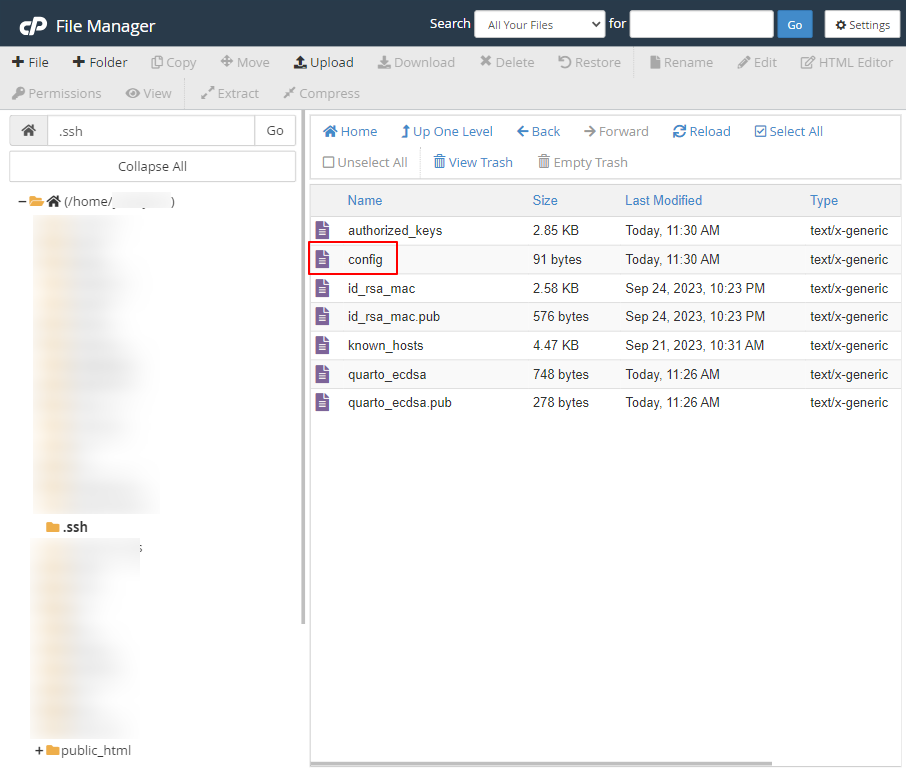 cP File Manager Search All Your Files for Go Settings
File Folder Copy Move Upload Download Delete Restore Rename Edit HTML Editor
Permissions View Extract Compress
.ssh Go
Collapse All
(/home/ )
.ssh
public_html
Home Up One Level Back Forward Reload Select All
Unselect All View Trash Empty Trash
Name Size Last Modified Type
authorized_keys 2.85 KB Today, 11:30 AM text/x-generic
config 91 bytes Today, 11:30 AM text/x-generic
id_rsa_mac 2.58 KB Sep 24, 2023, 10:23 PM text/x-generic
id_rsa_mac.pub 576 bytes Sep 24, 2023, 10:23 PM text/x-generic
known_hosts 4.47 KB Sep 21, 2023, 10:31 AM text/x-generic
quarto_ecdsa 748 bytes Today, 11:26 AM text/x-generic
quarto_ecdsa.pub 278 bytes Today, 11:26 AM text/x-generic